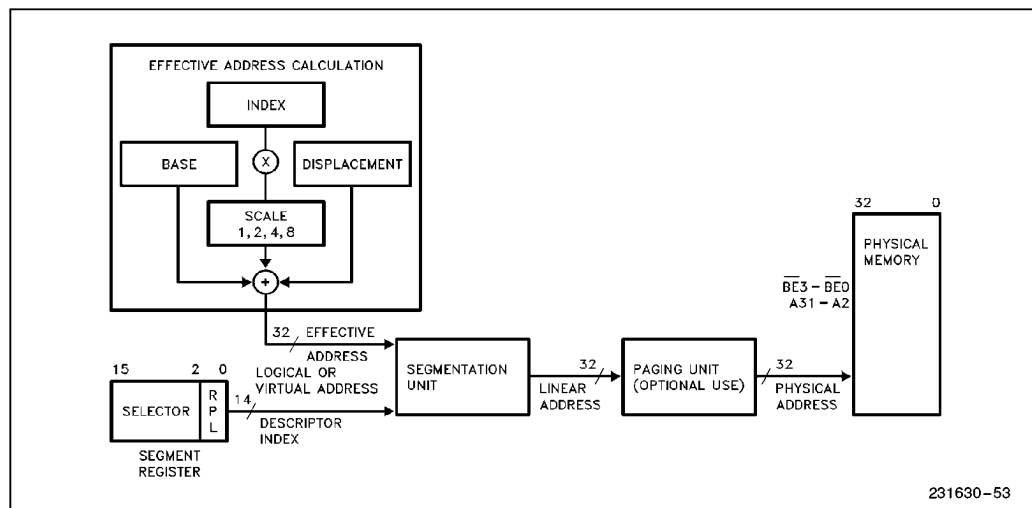 EFFECTIVE ADDRESS CALCULATION
INDEX
BASE
X
DISPLACEMENT
SCALE
1, 2, 4, 8
+
32 0
PHYSICAL
MEMORY
B̅E̅3 – B̅E̅0
A31 – A2
32 EFFECTIVE
ADDRESS
LOGICAL OR
VIRTUAL ADDRESS
15 2 0
SELECTOR
R
P
L
14
DESCRIPTOR
INDEX
SEGMENT
REGISTER
SEGMENTATION
UNIT
32
LINEAR
ADDRESS
PAGING UNIT
(OPTIONAL USE)
32
PHYSICAL
ADDRESS
231630–53